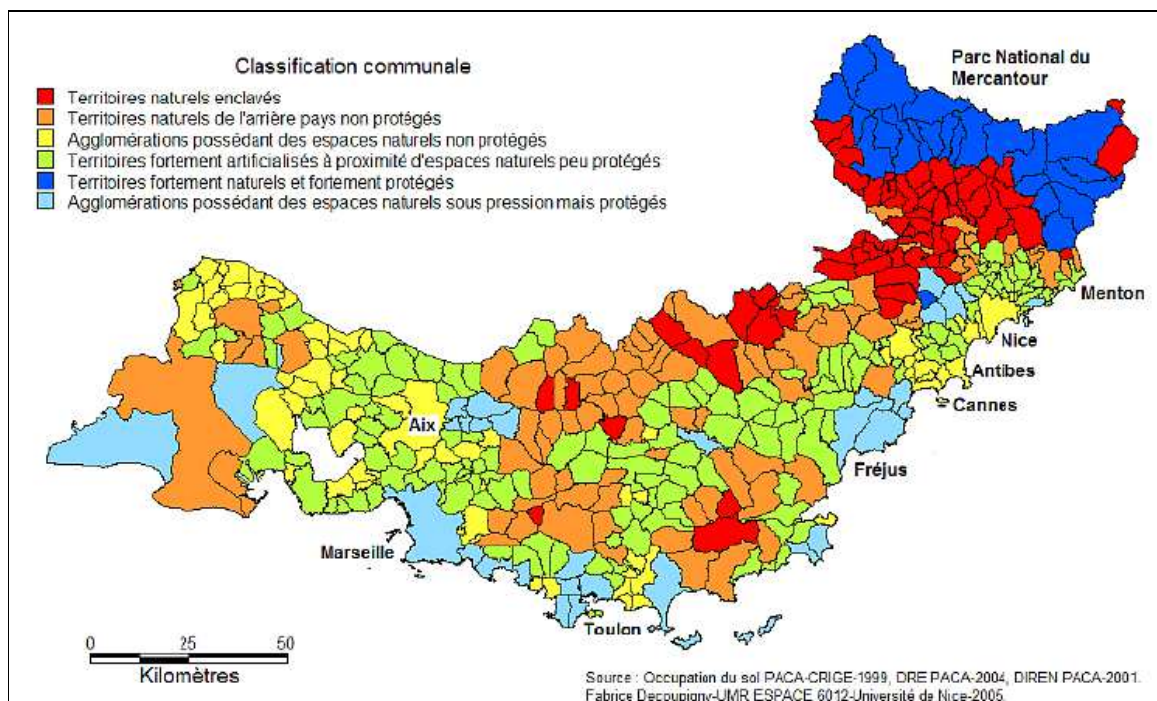 Classification communale
Territoires naturels enclavés
Territoires naturels de l'arrière pays non protégés
Agglomérations possédant des espaces naturels non protégés
Territoires fortement artificialisés à proximité d'espaces naturels peu protégés
Territoires fortement naturels et fortement protégés
Agglomérations possédant des espaces naturels sous pression mais protégés
Parc National du
Mercantour
Menton
Nice
Antibes
Cannes
Aix
Fréjus
Marseille
Toulon
0 25 50
Kilomètres
Source : Occupation du sol PACA-CRIGE-1999, DRE PACA-2004, DIREN PACA-2001.
Fabrice Decoupigny-UMR ESPACE 6012-Université de Nice-2005.